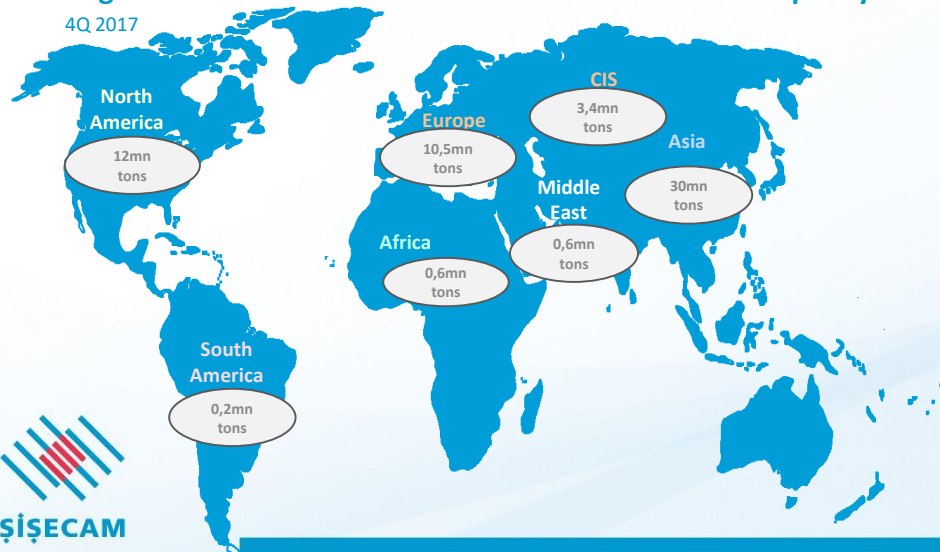 4Q 2017
North
America
12mn
tons
Europe
10,5mn
tons
CIS
3,4mn
tons
Asia
30mn
tons
Middle
East
0,6mn
tons
Africa
0,6mn
tons
South
America
0,2mn
tons
ŞİŞECAM